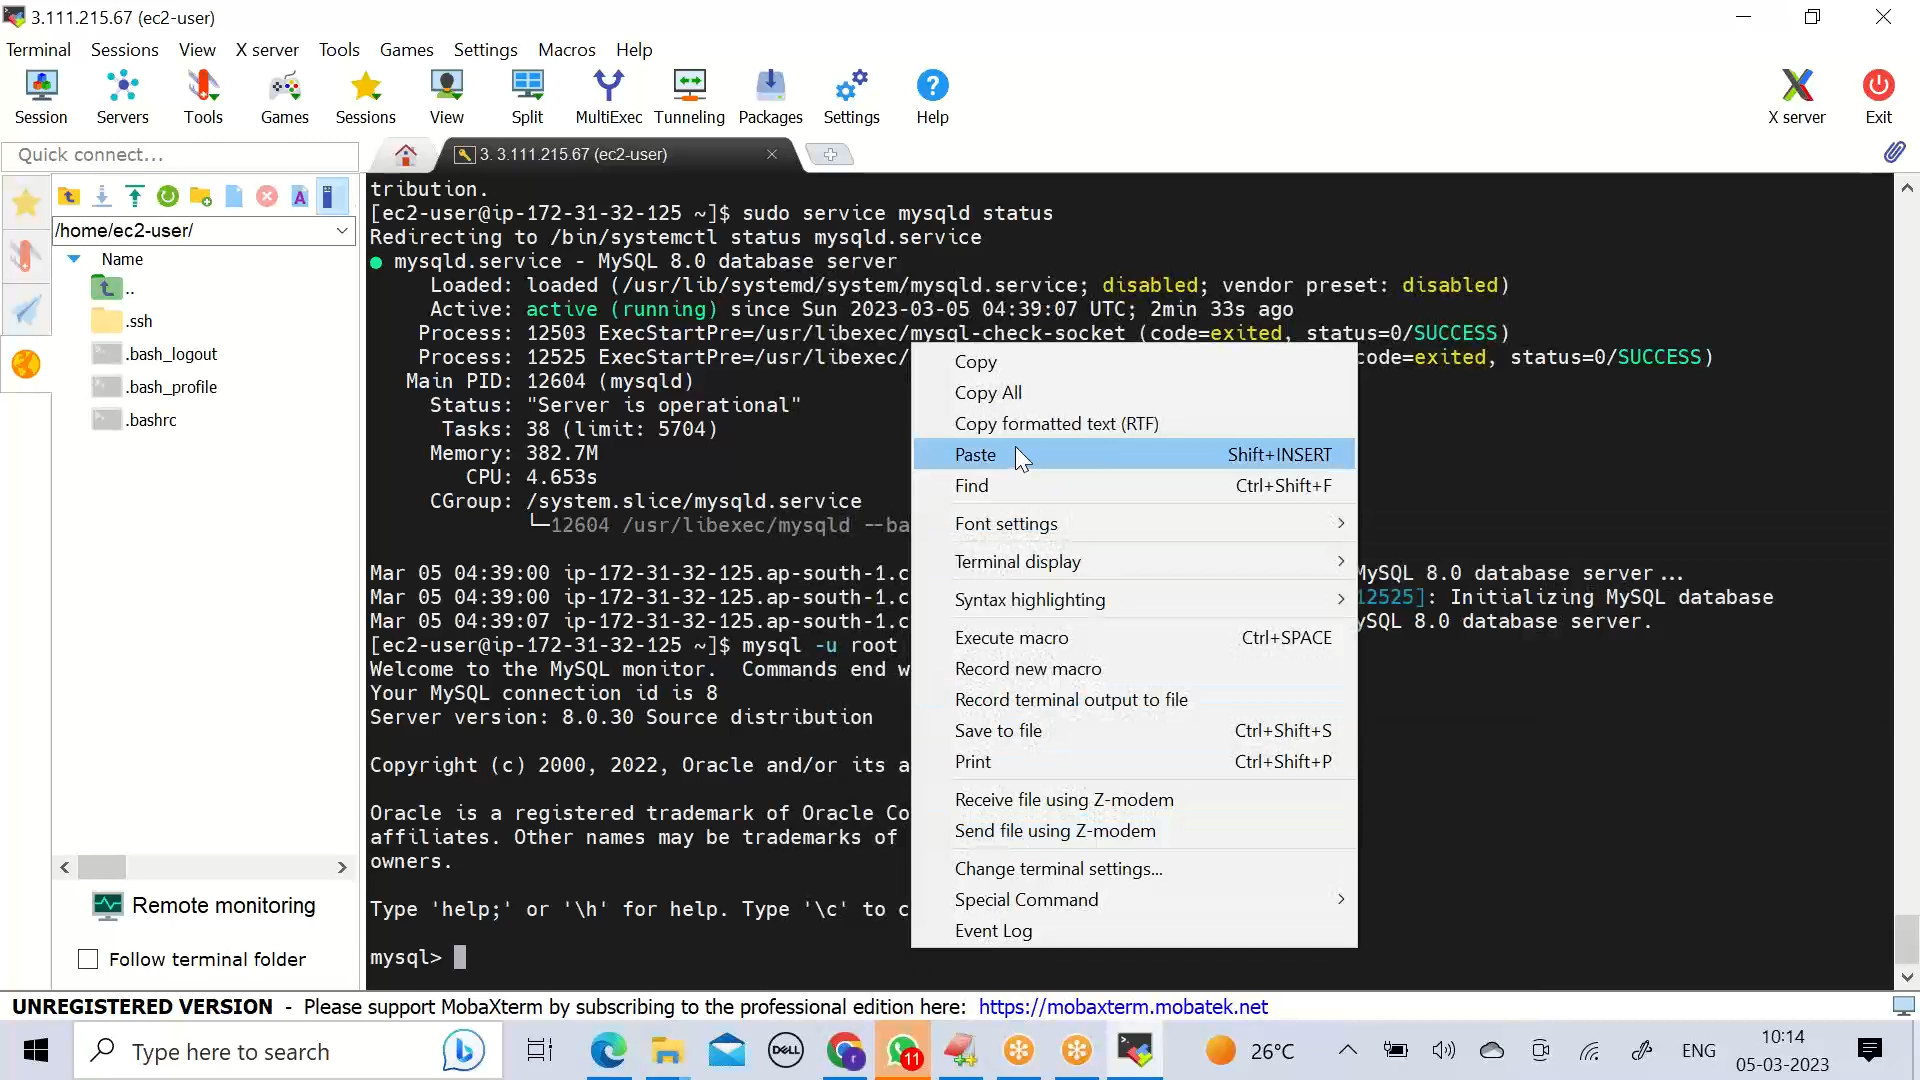 3.111.215.67 (ec2-user)
Terminal Sessions View X server Tools Games Settings Macros Help
Session Servers Tools Games Sessions View Split MultiExec Tunneling Packages Settings Help X server Exit
Quick connect...
3. 3.111.215.67 (ec2-user)
/home/ec2-user/
Name
..
.ssh
.bash_logout
.bash_profile
.bashrc
Remote monitoring
Follow terminal folder
tribution.
[ec2-user@ip-172-31-32-125 ~]$ sudo service mysqld status
Redirecting to /bin/systemctl status mysqld.service
● mysqld.service - MySQL 8.0 database server
Loaded: loaded (/usr/lib/systemd/system/mysqld.service; disabled; vendor preset: disabled)
Active: active (running) since Sun 2023-03-05 04:39:07 UTC; 2min 33s ago
Process: 12503 ExecStartPre=/usr/libexec/mysql-check-socket (code=exited, status=0/SUCCESS)
Process: 12525 ExecStartPre=/usr/libexec/ code=exited, status=0/SUCCESS)
Main PID: 12604 (mysqld)
Status: "Server is operational"
Tasks: 38 (limit: 5704)
Memory: 382.7M
CPU: 4.653s
CGroup: /system.slice/mysqld.service
└─12604 /usr/libexec/mysqld --ba
Mar 05 04:39:00 ip-172-31-32-125.ap-south-1.c MySQL 8.0 database server...
Mar 05 04:39:00 ip-172-31-32-125.ap-south-1.c 12525]: Initializing MySQL database
Mar 05 04:39:07 ip-172-31-32-125.ap-south-1.c ySQL 8.0 database server.
[ec2-user@ip-172-31-32-125 ~]$ mysql -u root
Welcome to the MySQL monitor.  Commands end w
Your MySQL connection id is 8
Server version: 8.0.30 Source distribution
Copyright (c) 2000, 2022, Oracle and/or its a
Oracle is a registered trademark of Oracle Co
affiliates. Other names may be trademarks of
owners.
Type 'help;' or '\h' for help. Type '\c' to c
mysql>
Copy
Copy All
Copy formatted text (RTF)
Paste Shift+INSERT
Find Ctrl+Shift+F
Font settings
Terminal display
Syntax highlighting
Execute macro Ctrl+SPACE
Record new macro
Record terminal output to file
Save to file Ctrl+Shift+S
Print Ctrl+Shift+P
Receive file using Z-modem
Send file using Z-modem
Change terminal settings...
Special Command
Event Log
UNREGISTERED VERSION - Please support MobaXterm by subscribing to the professional edition here: https://mobaxterm.mobatek.net
Type here to search
DELL
11
26°C
ENG
10:14
05-03-2023